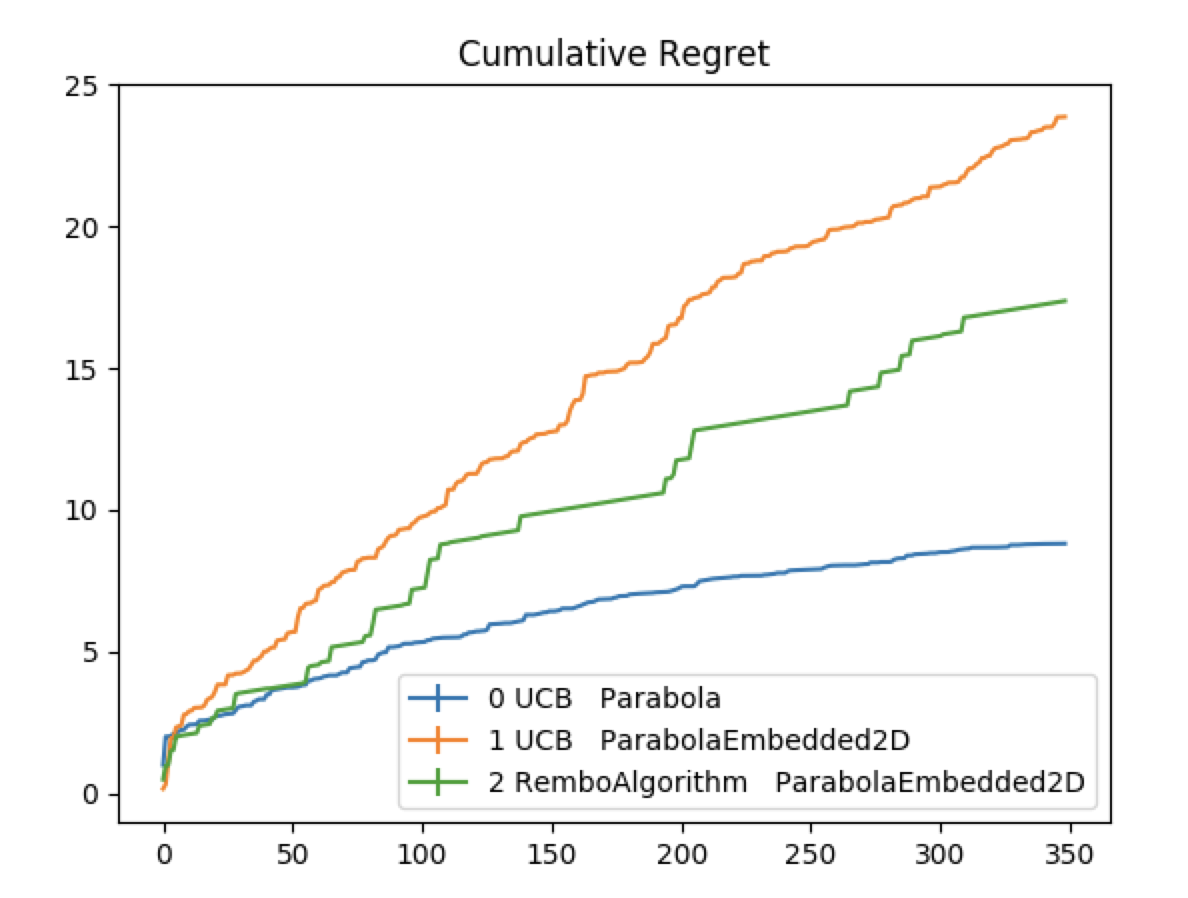 Cumulative Regret
25
20
15
10
5
0
0 UCB Parabola
1 UCB ParabolaEmbedded2D
2 RemboAlgorithm ParabolaEmbedded2D
0 50 100 150 200 250 300 350